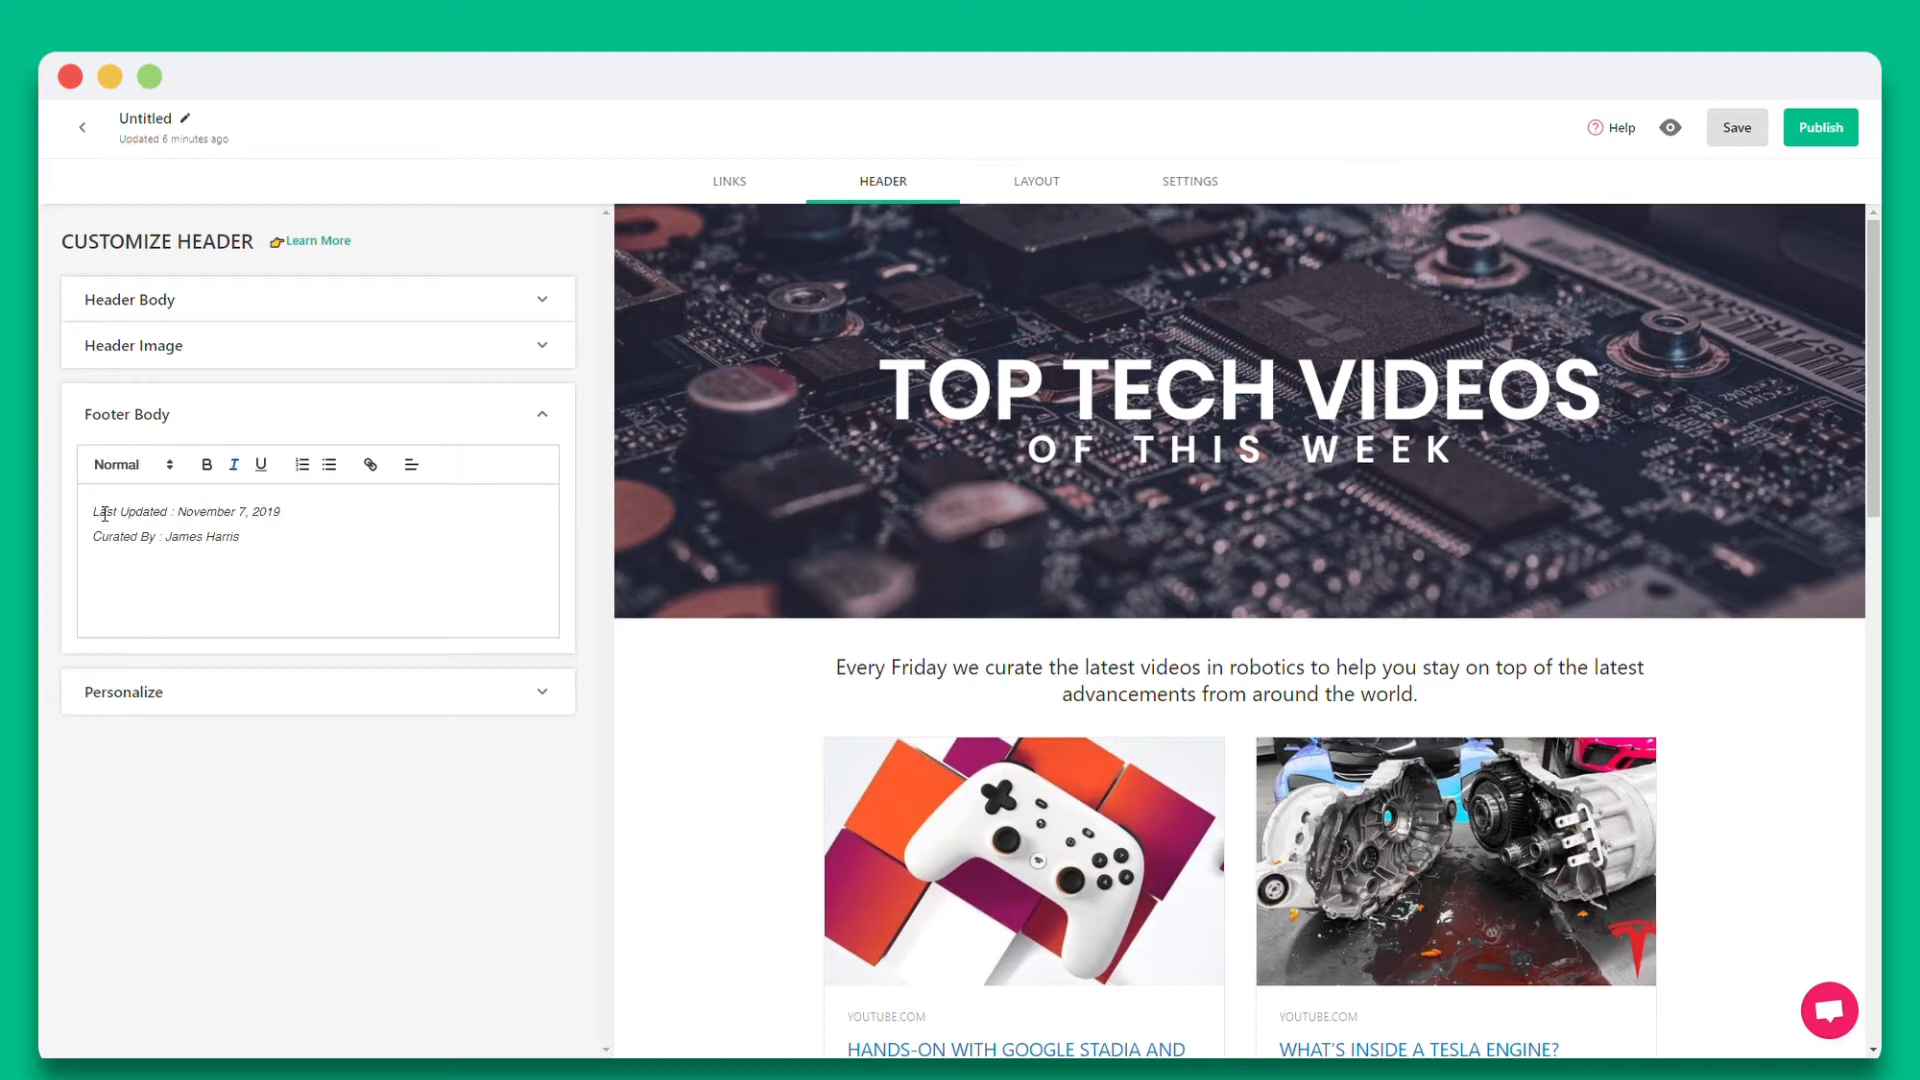 Untitled
Updated 6 minutes ago
Help
Save
Publish
LINKS
HEADER
LAYOUT
SETTINGS
CUSTOMIZE HEADER
Learn More
Header Body
Header Image
Footer Body
Normal
B I U
Last Updated : November 7, 2019
Curated By : James Harris
Personalize
TOP TECH VIDEOS
OF THIS WEEK
Every Friday we curate the latest videos in robotics to help you stay on top of the latest
advancements from around the world.
YOUTUBE.COM
HANDS-ON WITH GOOGLE STADIA AND
YOUTUBE.COM
WHAT'S INSIDE A TESLA ENGINE?